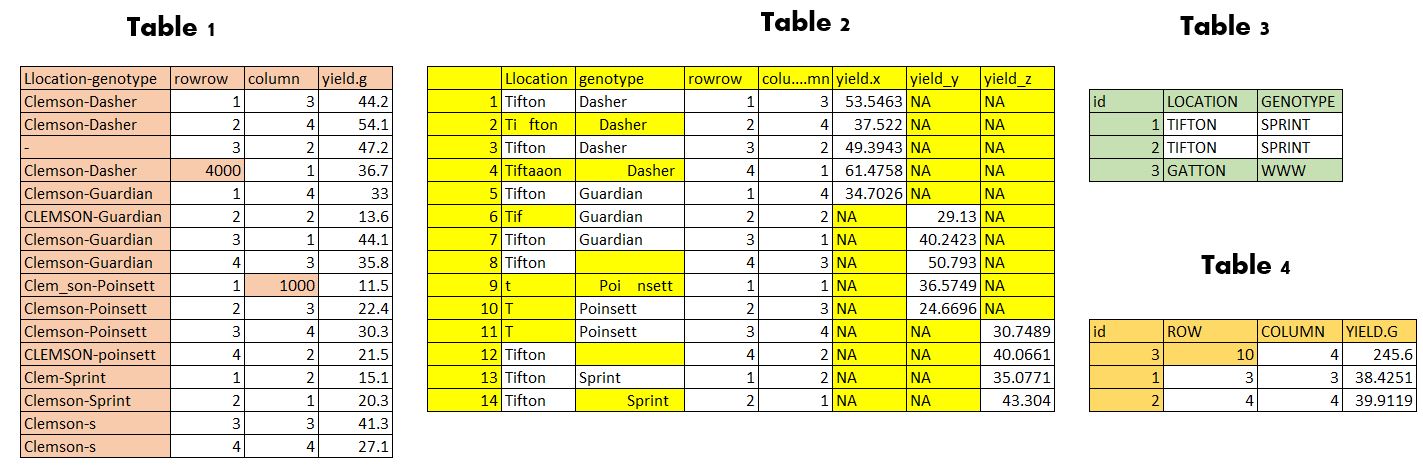 Table 1
Llocation-genotype rowrow column yield.g
Clemson-Dasher 1 3 44.2
Clemson-Dasher 2 4 54.1
- 3 2 47.2
Clemson-Dasher 4000 1 36.7
Clemson-Guardian 1 4 33
CLEMSON-Guardian 2 2 13.6
Clemson-Guardian 3 1 44.1
Clemson-Guardian 4 3 35.8
Clem_son-Poinsett 1 1000 11.5
Clemson-Poinsett 2 3 22.4
Clemson-Poinsett 3 4 30.3
CLEMSON-poinsett 4 2 21.5
Clem-Sprint 1 2 15.1
Clemson-Sprint 2 1 20.3
Clemson-s 3 3 41.3
Clemson-s 4 4 27.1
Table 2
Llocation genotype rowrow colu....mn yield.x yield_y yield_z
1 Tifton Dasher 1 3 53.5463 NA NA
2 Ti fton Dasher 2 4 37.522 NA NA
3 Tifton Dasher 3 2 49.3943 NA NA
4 Tiftaaon Dasher 4 1 61.4758 NA NA
5 Tifton Guardian 1 4 34.7026 NA NA
6 Tif Guardian 2 2 NA 29.13 NA
7 Tifton Guardian 3 1 NA 40.2423 NA
8 Tifton 4 3 NA 50.793 NA
9 t Poi nsett 1 1 NA 36.5749 NA
10 T Poinsett 2 3 NA 24.6696 NA
11 T Poinsett 3 4 NA NA 30.7489
12 Tifton 4 2 NA NA 40.0661
13 Tifton Sprint 1 2 NA NA 35.0771
14 Tifton Sprint 2 1 NA NA 43.304
Table 3
id LOCATION GENOTYPE
1 TIFTON SPRINT
2 TIFTON SPRINT
3 GATTON WWW
Table 4
id ROW COLUMN YIELD.G
3 10 4 245.6
1 3 3 38.4251
2 4 4 39.9119